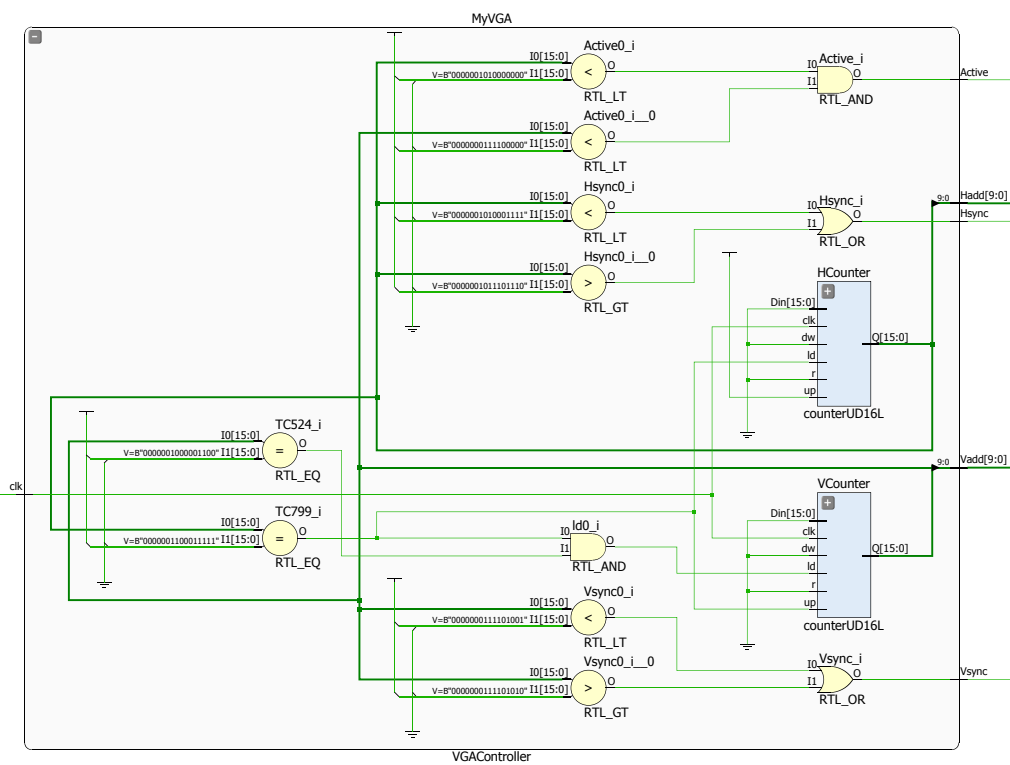 MyVGA
Active0_i
I0[15:0]
V=B"0000001010000000" I1[15:0]
O
<
RTL_LT
Active_i
I0
I1
O
RTL_AND
Active
Active0_i__0
I0[15:0]
V=B"0000000111100000" I1[15:0]
O
<
RTL_LT
Hsync0_i
I0[15:0]
V=B"0000001010001111" I1[15:0]
O
<
RTL_LT
Hsync_i
I0
I1
O
RTL_OR
9:0
Hadd[9:0]
Hsync
Hsync0_i__0
I0[15:0]
V=B"0000001011101110" I1[15:0]
O
>
RTL_GT
HCounter
Din[15:0]
clk
dw
ld
r
up
Q[15:0]
counterUD16L
TC524_i
I0[15:0]
V=B"0000001000001100" I1[15:0]
O
=
RTL_EQ
9:0
Vadd[9:0]
clk
TC799_i
I0[15:0]
V=B"0000001100011111" I1[15:0]
O
=
RTL_EQ
ld0_i
I0
I1
O
RTL_AND
VCounter
Din[15:0]
clk
dw
ld
r
up
Q[15:0]
counterUD16L
Vsync0_i
I0[15:0]
V=B"0000000111101001" I1[15:0]
O
<
RTL_LT
Vsync0_i__0
I0[15:0]
V=B"0000000111101010" I1[15:0]
O
>
RTL_GT
Vsync_i
I0
I1
O
RTL_OR
Vsync
VGAController